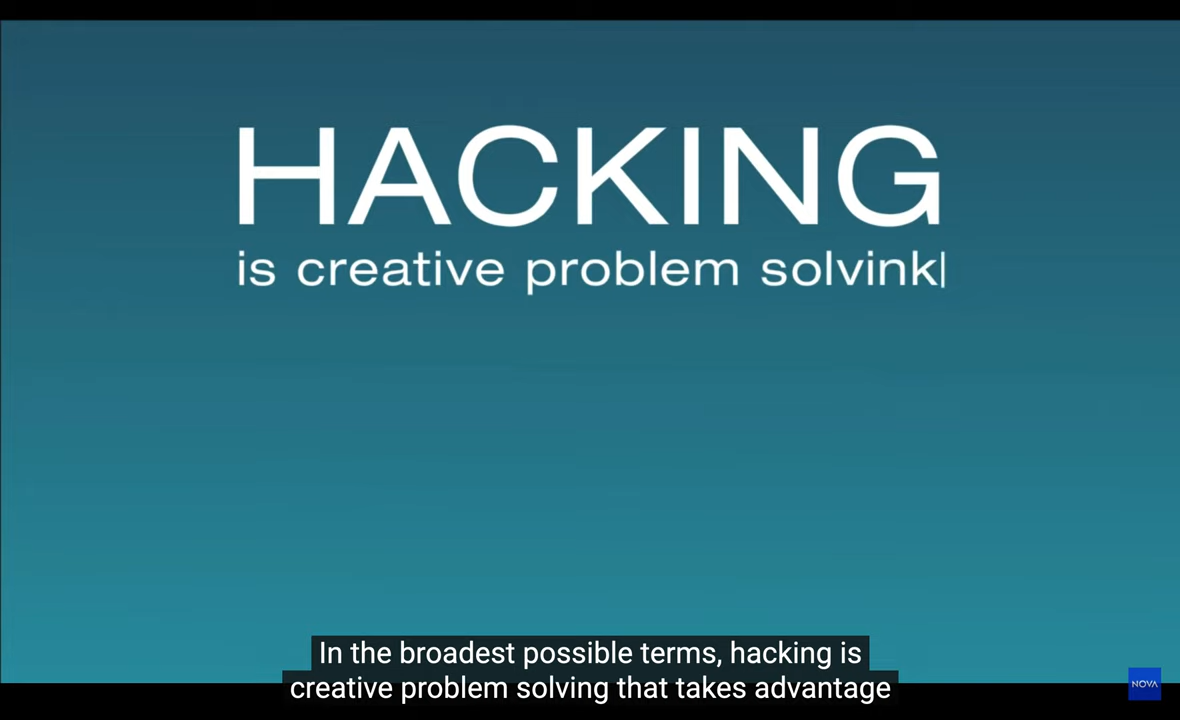 HACKING
is creative problem solvink|
In the broadest possible terms, hacking is
creative problem solving that takes advantage
NOVA